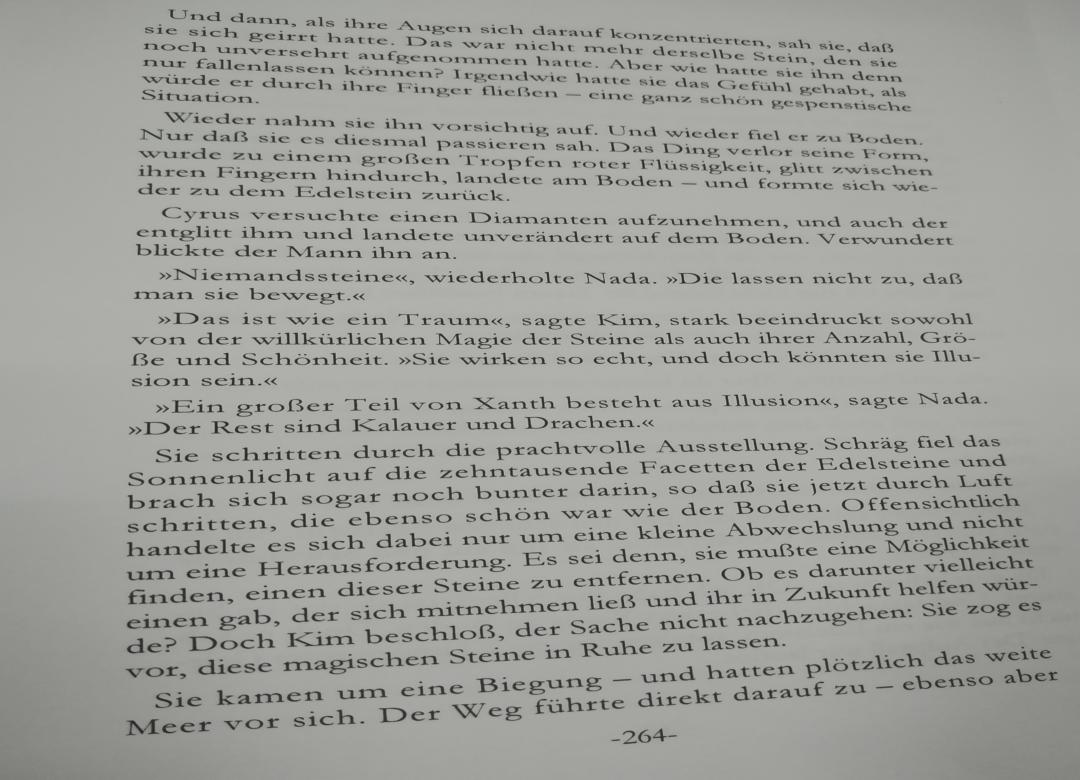 Und dann, als ihre Augen sich darauf konzentrierten, sah sie, daß
sie sich geirrt hatte. Das war nicht mehr derselbe Stein, den sie
noch unversehrt aufgenommen hatte. Aber wie hatte sie ihn denn
nur fallenlassen können? Irgendwie hatte sie das Gefühl gehabt, als
würde er durch ihre Finger fließen – eine ganz schön gespenstische
Situation.
Wieder nahm sie ihn vorsichtig auf. Und wieder fiel er zu Boden.
Nur daß sie es diesmal passieren sah. Das Ding verlor seine Form,
wurde zu einem großen Tropfen roter Flüssigkeit, glitt zwischen
ihren Fingern hindurch, landete am Boden – und formte sich wie-
der zu dem Edelstein zurück.
Cyrus versuchte einen Diamanten aufzunehmen, und auch der
entglitt ihm und landete unverändert auf dem Boden. Verwundert
blickte der Mann ihn an.
»Niemandssteine«, wiederholte Nada. »Die lassen nicht zu, daß
man sie bewegt.«
»Das ist wie ein Traum«, sagte Kim, stark beeindruckt sowohl
von der willkürlichen Magie der Steine als auch ihrer Anzahl, Grö-
ße und Schönheit. »Sie wirken so echt, und doch könnten sie Illu-
sion sein.«
»Ein großer Teil von Xanth besteht aus Illusion«, sagte Nada.
»Der Rest sind Kalauer und Drachen.«
Sie schritten durch die prachtvolle Ausstellung. Schräg fiel das
Sonnenlicht auf die zehntausende Facetten der Edelsteine und
brach sich sogar noch bunter darin, so daß sie jetzt durch Luft
schritten, die ebenso schön war wie der Boden. Offensichtlich
handelte es sich dabei nur um eine kleine Abwechslung und nicht
um eine Herausforderung. Es sei denn, sie mußte eine Möglichkeit
finden, einen dieser Steine zu entfernen. Ob es darunter vielleicht
einen gab, der sich mitnehmen ließ und ihr in Zukunft helfen wür-
de? Doch Kim beschloß, der Sache nicht nachzugehen: Sie zog es
vor, diese magischen Steine in Ruhe zu lassen.
Sie kamen um eine Biegung – und hatten plötzlich das weite
Meer vor sich. Der Weg führte direkt darauf zu – ebenso aber
-264-